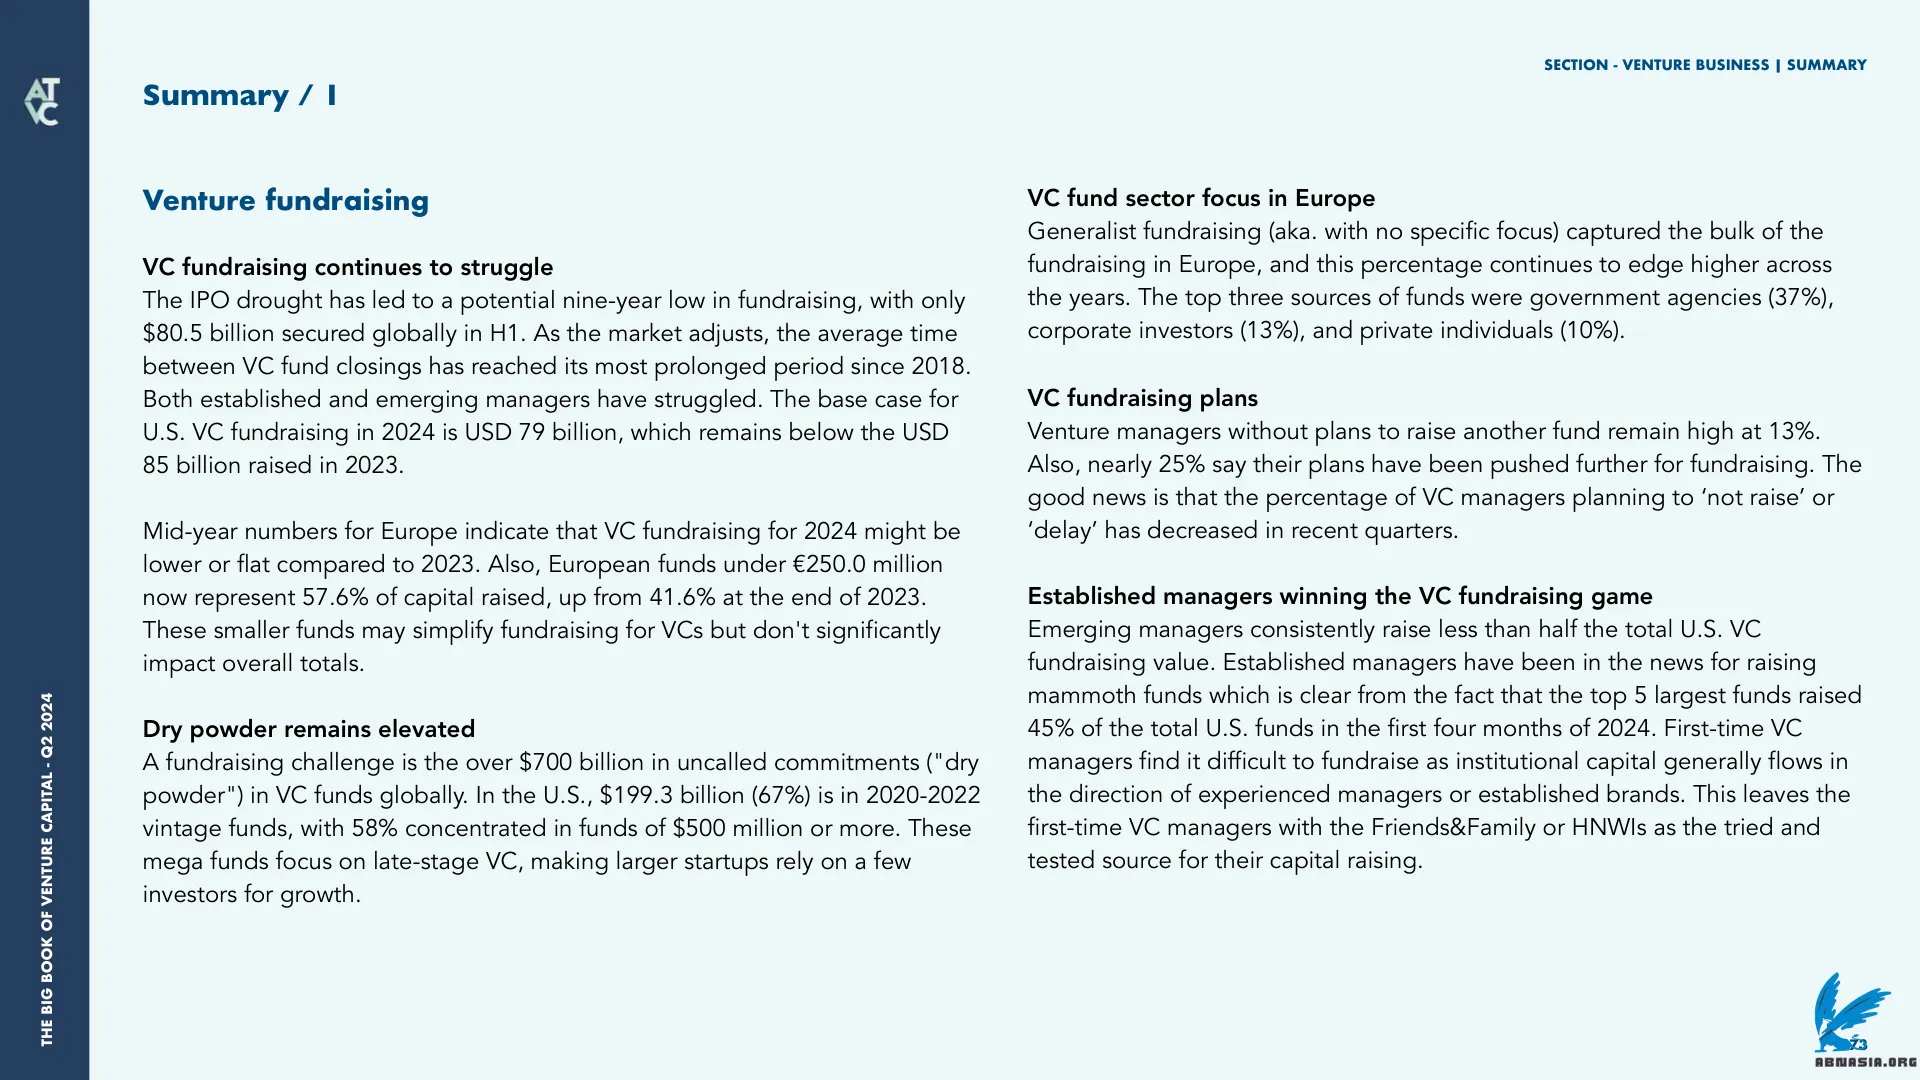 AT
VC
SECTION - VENTURE BUSINESS | SUMMARY
Summary / 1
Venture fundraising
VC fundraising continues to struggle
The IPO drought has led to a potential nine-year low in fundraising, with only
$80.5 billion secured globally in H1. As the market adjusts, the average time
between VC fund closings has reached its most prolonged period since 2018.
Both established and emerging managers have struggled. The base case for
U.S. VC fundraising in 2024 is USD 79 billion, which remains below the USD
85 billion raised in 2023.
Mid-year numbers for Europe indicate that VC fundraising for 2024 might be
lower or flat compared to 2023. Also, European funds under €250.0 million
now represent 57.6% of capital raised, up from 41.6% at the end of 2023.
These smaller funds may simplify fundraising for VCs but don't significantly
impact overall totals.
Dry powder remains elevated
A fundraising challenge is the over $700 billion in uncalled commitments ("dry
powder") in VC funds globally. In the U.S., $199.3 billion (67%) is in 2020-2022
vintage funds, with 58% concentrated in funds of $500 million or more. These
mega funds focus on late-stage VC, making larger startups rely on a few
investors for growth.
VC fund sector focus in Europe
Generalist fundraising (aka. with no specific focus) captured the bulk of the
fundraising in Europe, and this percentage continues to edge higher across
the years. The top three sources of funds were government agencies (37%),
corporate investors (13%), and private individuals (10%).
VC fundraising plans
Venture managers without plans to raise another fund remain high at 13%.
Also, nearly 25% say their plans have been pushed further for fundraising. The
good news is that the percentage of VC managers planning to ‘not raise’ or
‘delay’ has decreased in recent quarters.
Established managers winning the VC fundraising game
Emerging managers consistently raise less than half the total U.S. VC
fundraising value. Established managers have been in the news for raising
mammoth funds which is clear from the fact that the top 5 largest funds raised
45% of the total U.S. funds in the first four months of 2024. First-time VC
managers find it difficult to fundraise as institutional capital generally flows in
the direction of experienced managers or established brands. This leaves the
first-time VC managers with the Friends&Family or HNWIs as the tried and
tested source for their capital raising.
THE BIG BOOK OF VENTURE CAPITAL - Q2 2024
73
ABNASIA.ORG